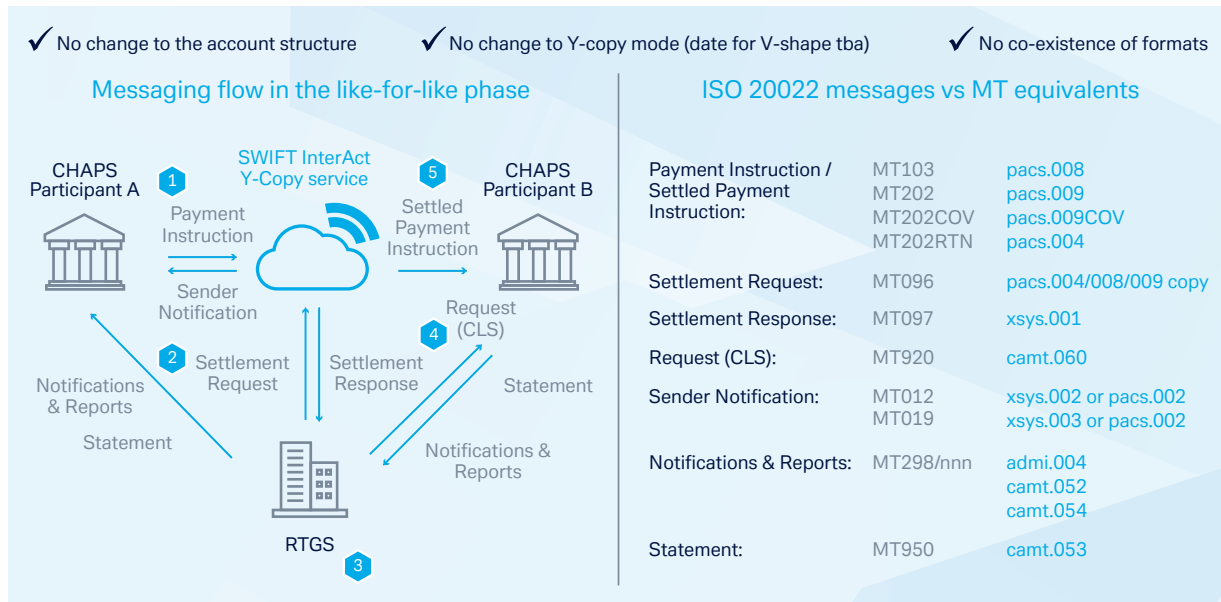 No change to the account structure
No change to Y-copy mode (date for V-shape tba)
No co-existence of formats
Messaging flow in the like-for-like phase
CHAPS
Participant A
1
SWIFT InterAct
Y-Copy service
5
CHAPS
Participant B
Payment
Instruction
Settled
Payment
Instruction
Sender
Notification
Request
(CLS)
4
2
Settlement
Request
Settlement
Response
Notifications
& Reports
Statement
Statement
Notifications &
Reports
RTGS
3
ISO 20022 messages vs MT equivalents
Payment Instruction / MT103 pacs.008
Settled Payment MT202 pacs.009
Instruction: MT202COV pacs.009COV
MT202RTN pacs.004
Settlement Request: MT096 pacs.004/008/009 copy
Settlement Response: MT097 xsys.001
Request (CLS): MT920 camt.060
Sender Notification: MT012 xsys.002 or pacs.002
MT019 xsys.003 or pacs.002
Notifications & Reports: MT298/nnn admi.004
camt.052
camt.054
Statement: MT950 camt.053